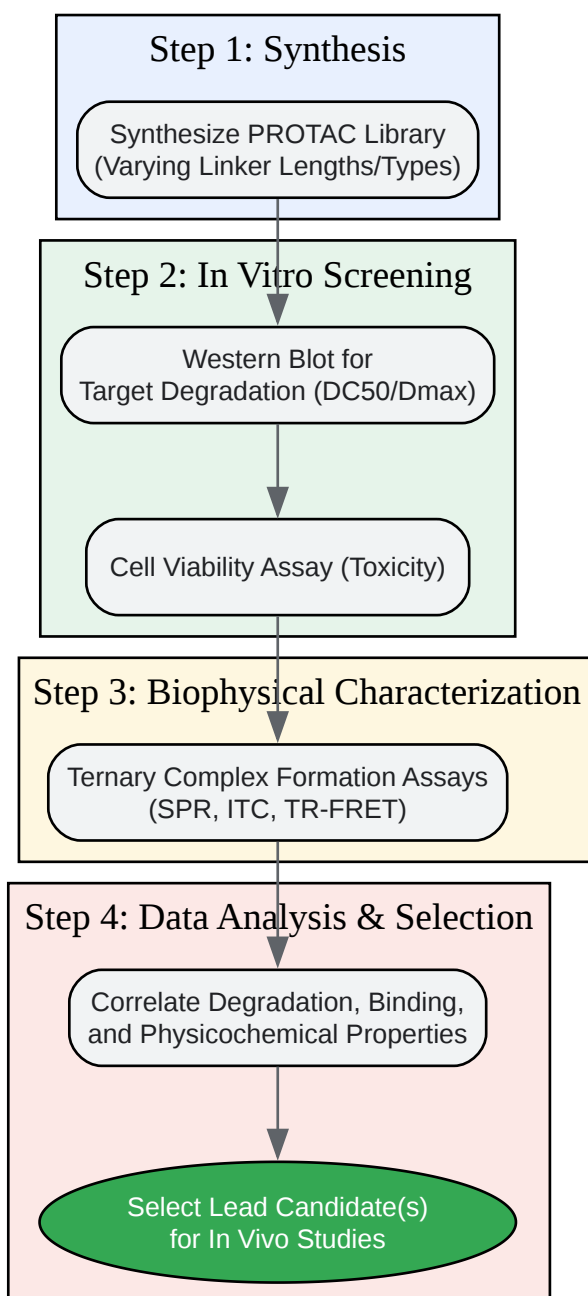 Step 1: Synthesis
Synthesize PROTAC Library
(Varying Linker Lengths/Types)
Step 2: In Vitro Screening
Western Blot for
Target Degradation (DC50/Dmax)
Cell Viability Assay (Toxicity)
Step 3: Biophysical Characterization
Ternary Complex Formation Assays
(SPR, ITC, TR-FRET)
Step 4: Data Analysis & Selection
Correlate Degradation, Binding,
and Physicochemical Properties
Select Lead Candidate(s)
for In Vivo Studies